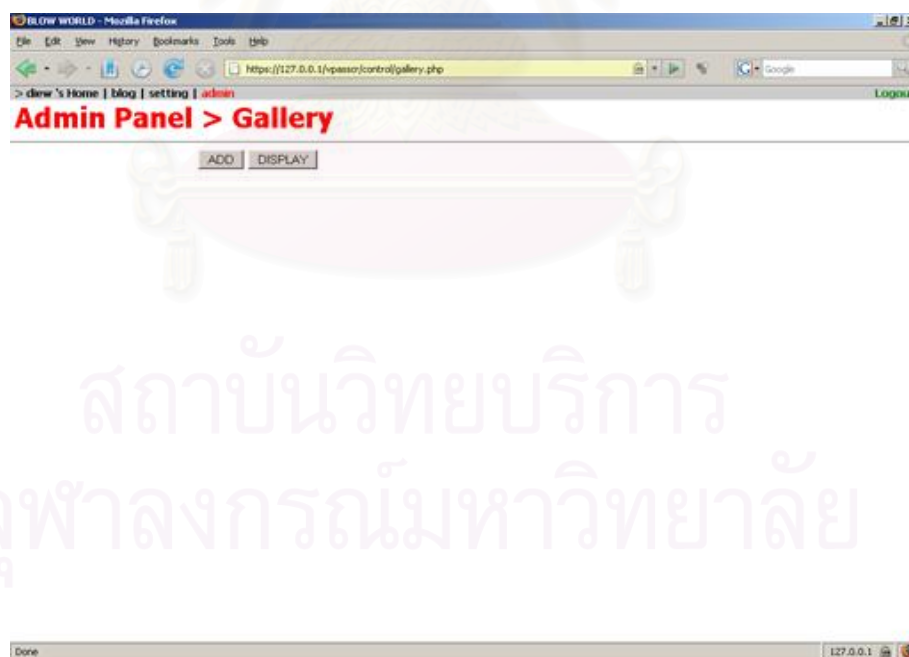 BLOW WORLD - Mozilla Firefox
File Edit View History Bookmarks Tools Help
https://127.0.0.1/vpasscr/control/gallery.php
Google
> diew 's Home | blog | setting | admin
Logou
Admin Panel > Gallery
ADD DISPLAY
สถาบันวิทยบริการ
จุฬาลงกรณ์มหาวิทยาลัย
Done
127.0.0.1